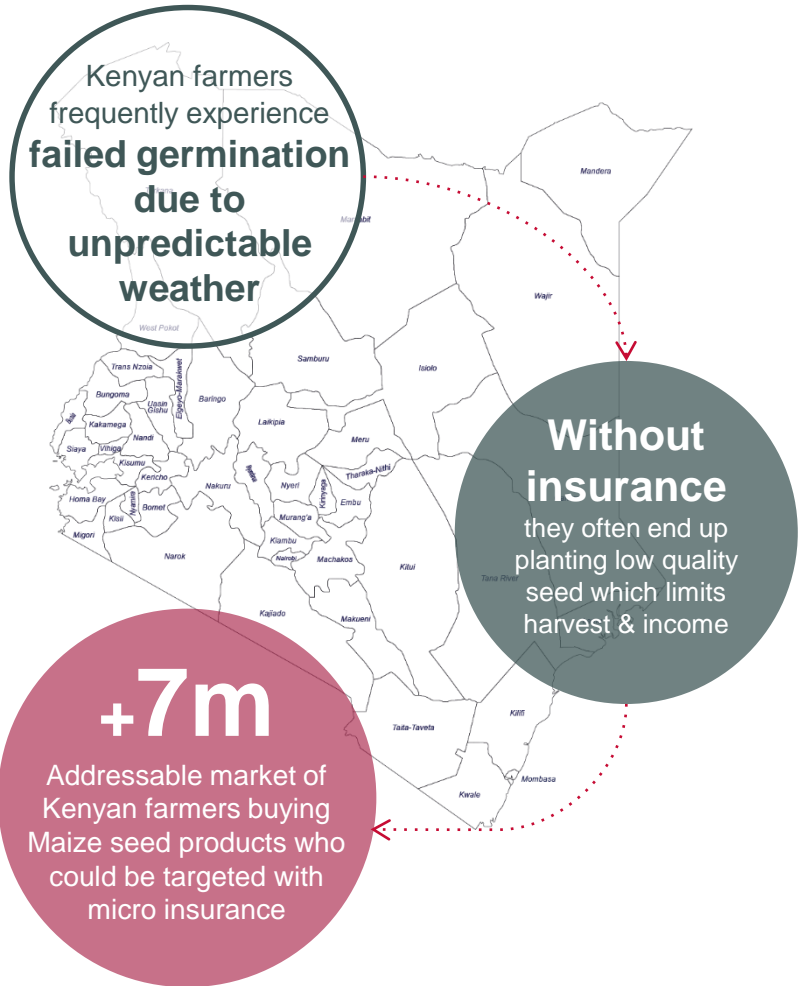 Kenyan farmers
frequently experience
failed germination
due to
unpredictable
weather
Mandera
Wajir
West Pokot
Samburu
Isiolo
Trans Nzoia
Elgeyo-Marakwet
Bungoma
Uasin
Gishu
Baringo
Kakamega
Laikipia
Nandi
Meru
Siaya
Vihiga
Kisumu
Tharaka-Nithi
Kericho
Nakuru
Nyeri
Kirinyaga
Embu
Homa Bay
Nyamira
Kisii
Bomet
Murang'a
Migori
Kiambu
Nairobi
Narok
Machakos
Kitui
Tana River
Kajiado
Makueni
Without
insurance
they often end up
planting low quality
seed which limits
harvest & income
+7m
Addressable market of
Kenyan farmers buying
Maize seed products who
could be targeted with
micro insurance
Taita-Taveta
Kilifi
Mombasa
Kwale